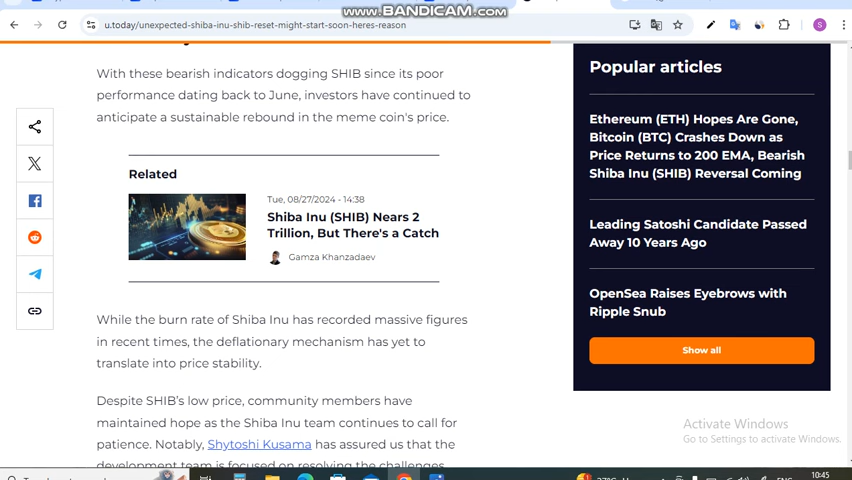 www.BANDICAM.com
u.today/unexpected-shiba-inu-shib-reset-might-start-soon-heres-reason
S
With these bearish indicators dogging SHIB since its poor
performance dating back to June, investors have continued to
anticipate a sustainable rebound in the meme coin's price.
Related
Tue, 08/27/2024 - 14:38
Shiba Inu (SHIB) Nears 2
Trillion, But There's a Catch
Gamza Khanzadaev
While the burn rate of Shiba Inu has recorded massive figures
in recent times, the deflationary mechanism has yet to
translate into price stability.
Despite SHIB's low price, community members have
maintained hope as the Shiba Inu team continues to call for
patience. Notably, Shytoshi Kusama has assured us that the
development team is focused on resolving the challenges
Popular articles
Ethereum (ETH) Hopes Are Gone,
Bitcoin (BTC) Crashes Down as
Price Returns to 200 EMA, Bearish
Shiba Inu (SHIB) Reversal Coming
Leading Satoshi Candidate Passed
Away 10 Years Ago
OpenSea Raises Eyebrows with
Ripple Snub
Show all
Activate Windows
Go to Settings to activate Windows.
10:45